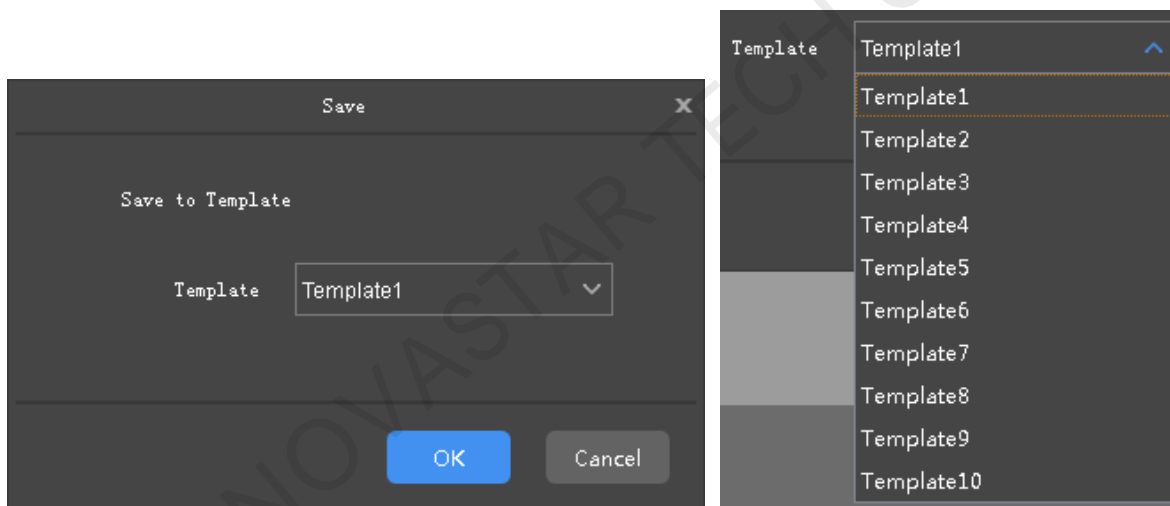 Save
x
Save to Template
Template Template1
OK Cancel
Template Template1
Template1
Template2
Template3
Template4
Template5
Template6
Template7
Template8
Template9
Template10
NOVASTAR TECH